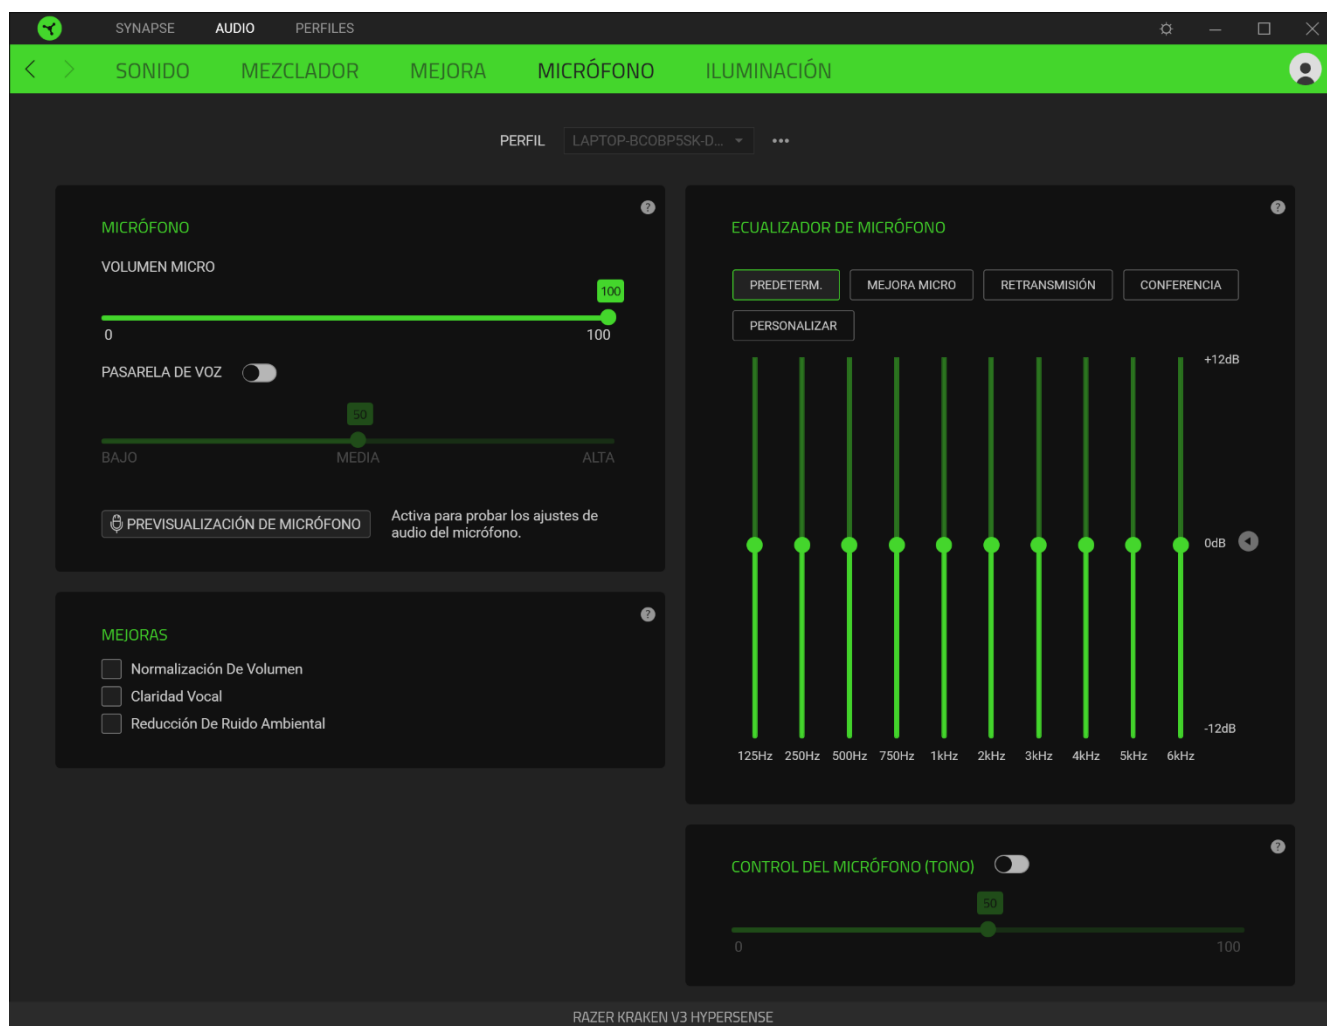 SYNAPSE AUDIO PERFILES
SONIDO MEZCLADOR MEJORA MICRÓFONO ILUMINACIÓN
PERFIL LAPTOP-BCOBP5SK-D...
MICRÓFONO
VOLUMEN MICRO
100
0 100
PASARELA DE VOZ
50
BAJO MEDIA ALTA
PREVISUALIZACIÓN DE MICRÓFONO
Activa para probar los ajustes de
audio del micrófono.
MEJORAS
Normalización De Volumen
Claridad Vocal
Reducción De Ruido Ambiental
ECUALIZADOR DE MICRÓFONO
PREDETERM. MEJORA MICRO RETRANSMISIÓN CONFERENCIA
PERSONALIZAR
+12dB
0dB
-12dB
125Hz 250Hz 500Hz 750Hz 1kHz 2kHz 3kHz 4kHz 5kHz 6kHz
CONTROL DEL MICRÓFONO (TONO)
50
0 100
RAZER KRAKEN V3 HYPERSENSE